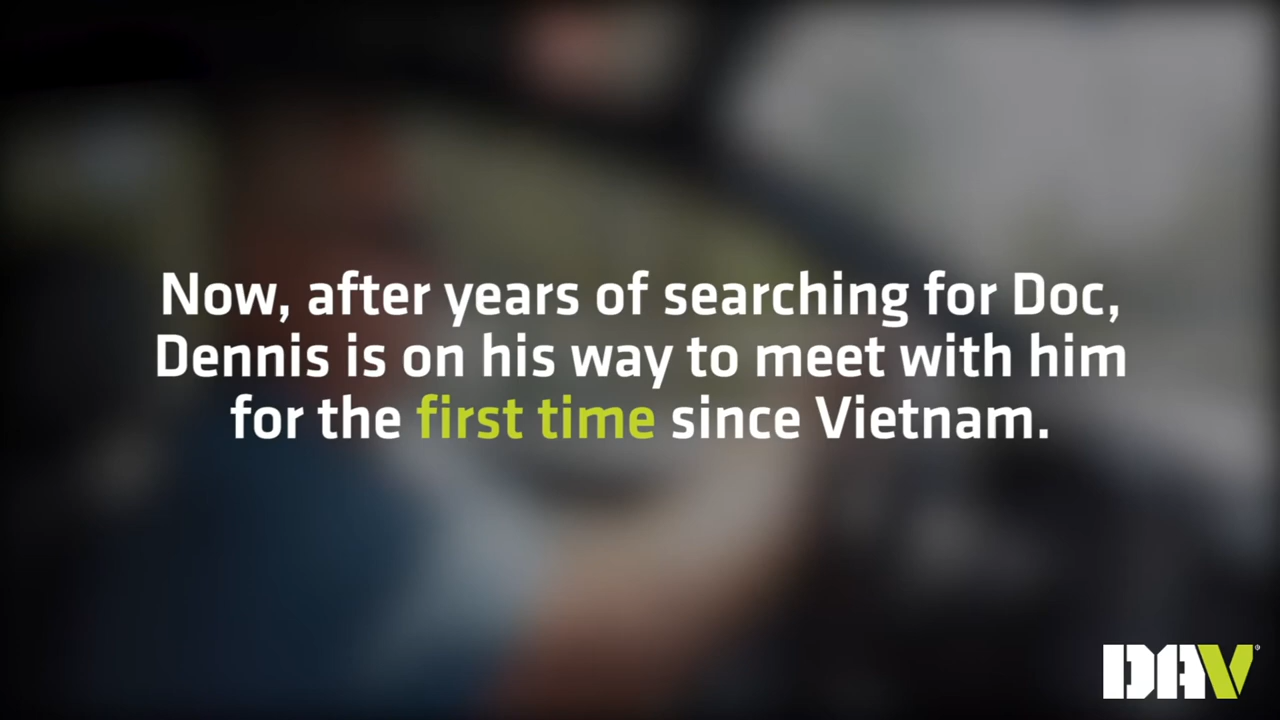 Now, after years of searching for Doc,
Dennis is on his way to meet with him
for the first time since Vietnam.
DAV®